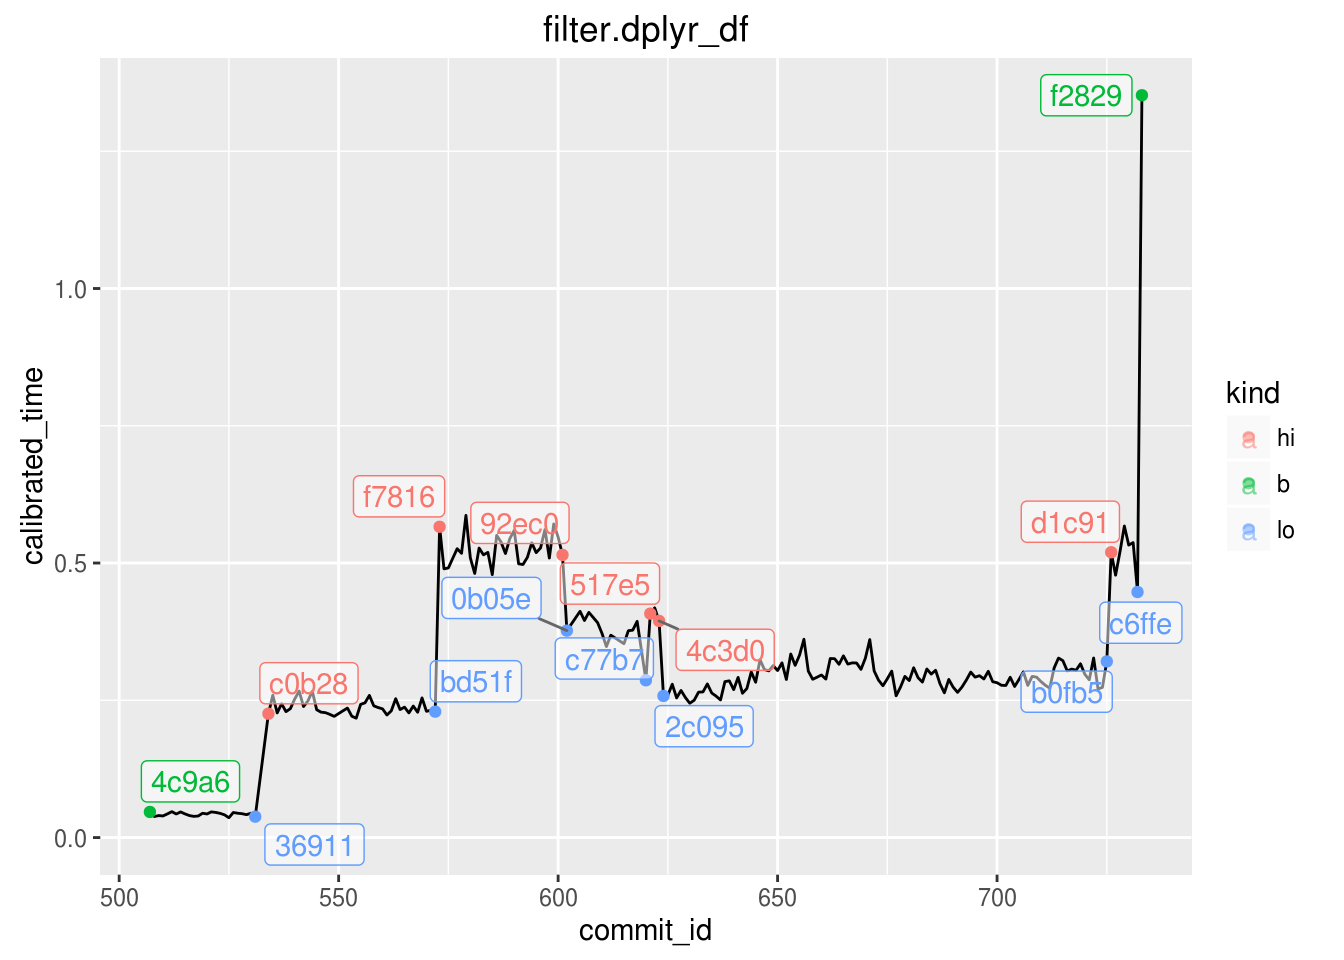 filter.dplyr_df
calibrated_time
1.0
0.5
0.0
f2829
f7816
92ec0
d1c91
517e5
0b05e
c6ffe
4c3d0
c77b7
c0b28
bd51f
b0fb5
2c095
4c9a6
36911
500 550 600 650 700
commit_id
kind
a hi
a b
a lo